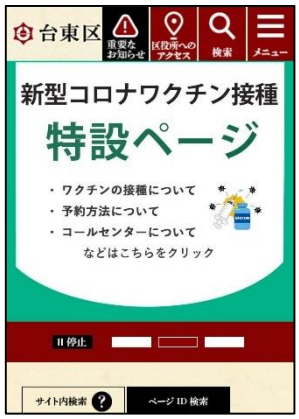 台東区
重要な
お知らせ
区役所への
アクセス
検索
メニュー
新型コロナワクチン接種
特設ページ
・ ワクチンの接種について
・ 予約方法について
・ コールセンターについて
などはこちらをクリック
VACCINE
停止
サイト内検索 ?
ページID検索